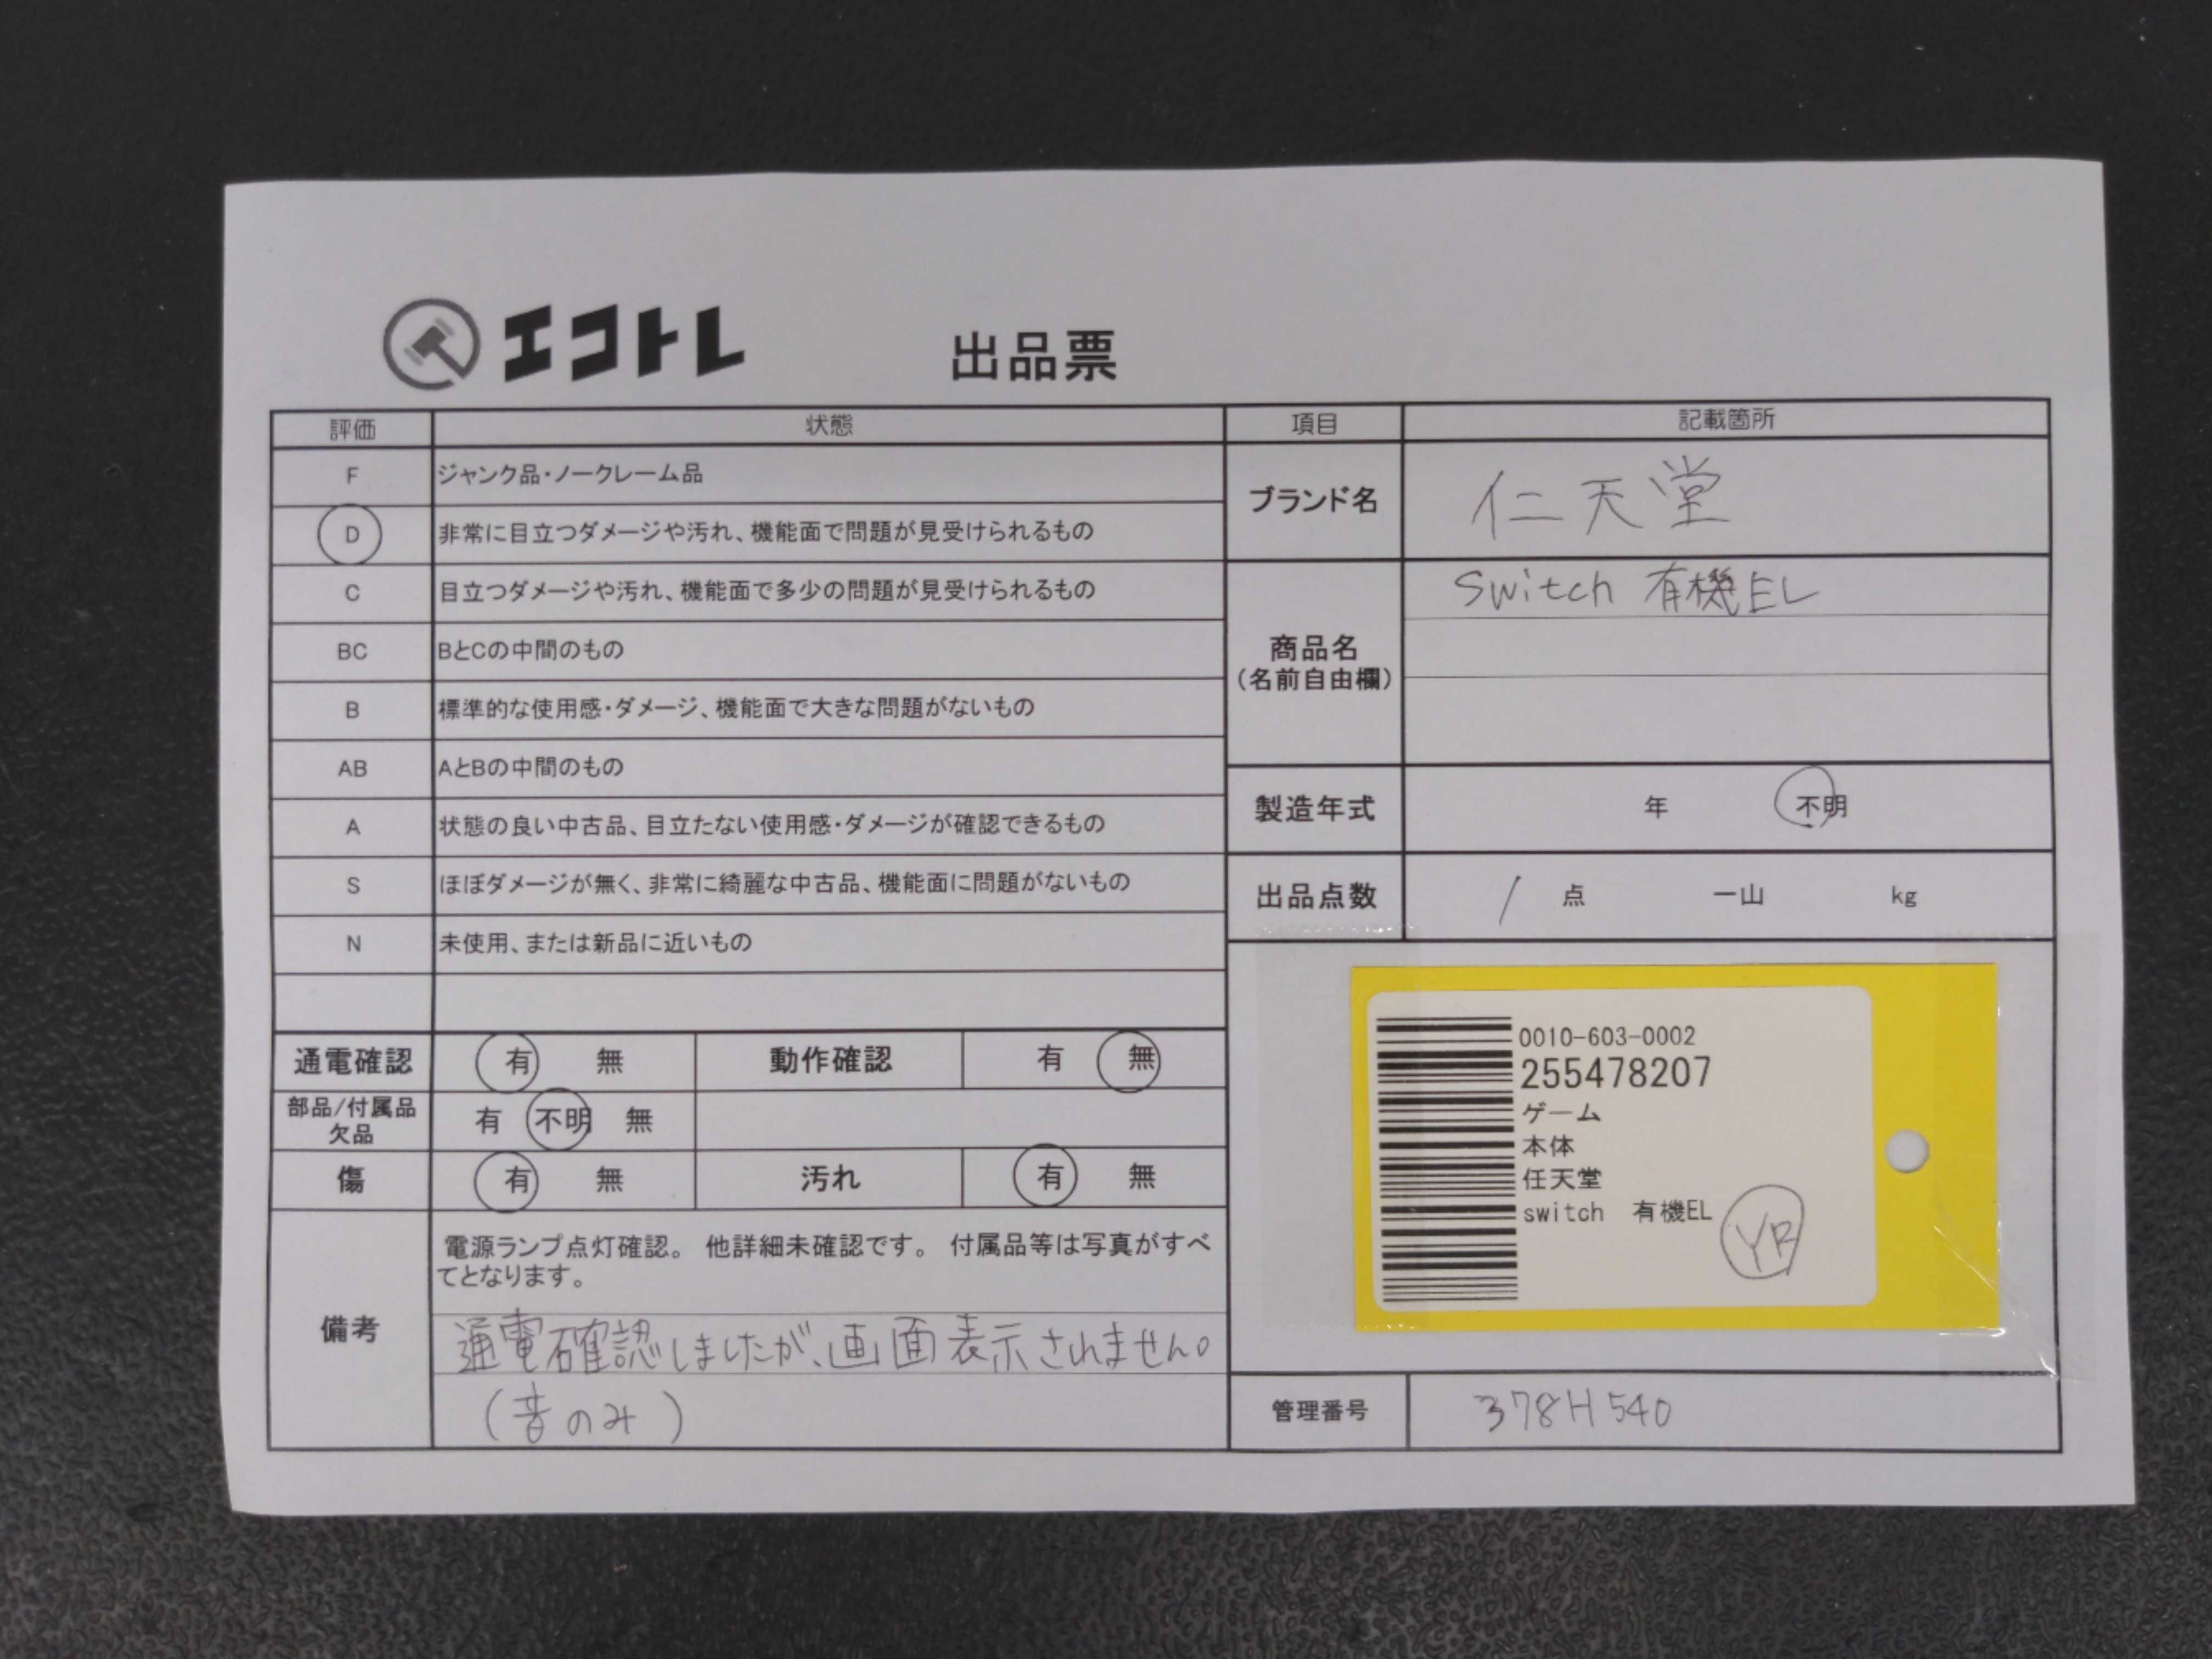 エコトレ
出品票
評価 状態 項目 記載箇所
F ジャンク品・ノークレーム品
D 非常に目立つダメージや汚れ、機能面で問題が見受けられるもの
C 目立つダメージや汚れ、機能面で多少の問題が見受けられるもの
BC BとCの中間のもの
B 標準的な使用感・ダメージ、機能面で大きな問題がないもの
AB AとBの中間のもの
A 状態の良い中古品、目立たない使用感・ダメージが確認できるもの
S ほぼダメージが無く、非常に綺麗な中古品、機能面に問題がないもの
N 未使用、または新品に近いもの
通電確認 有 無 動作確認 有 無
部品/付属品
欠品
有 不明 無
傷 有 無 汚れ 有 無
備考
電源ランプ点灯確認。 他詳細未確認です。 付属品等は写真がすべ
てとなります。
通電確認しましたが、画面表示されません。
(音のみ)
ブランド名 仁天堂
商品名
(名前自由欄)
Switch 有機EL
製造年式 年 不明
出品点数 / 点 一山 kg
0010-603-0002
255478207
ゲーム
本体
任天堂
switch 有機EL
YR
管理番号 378H540